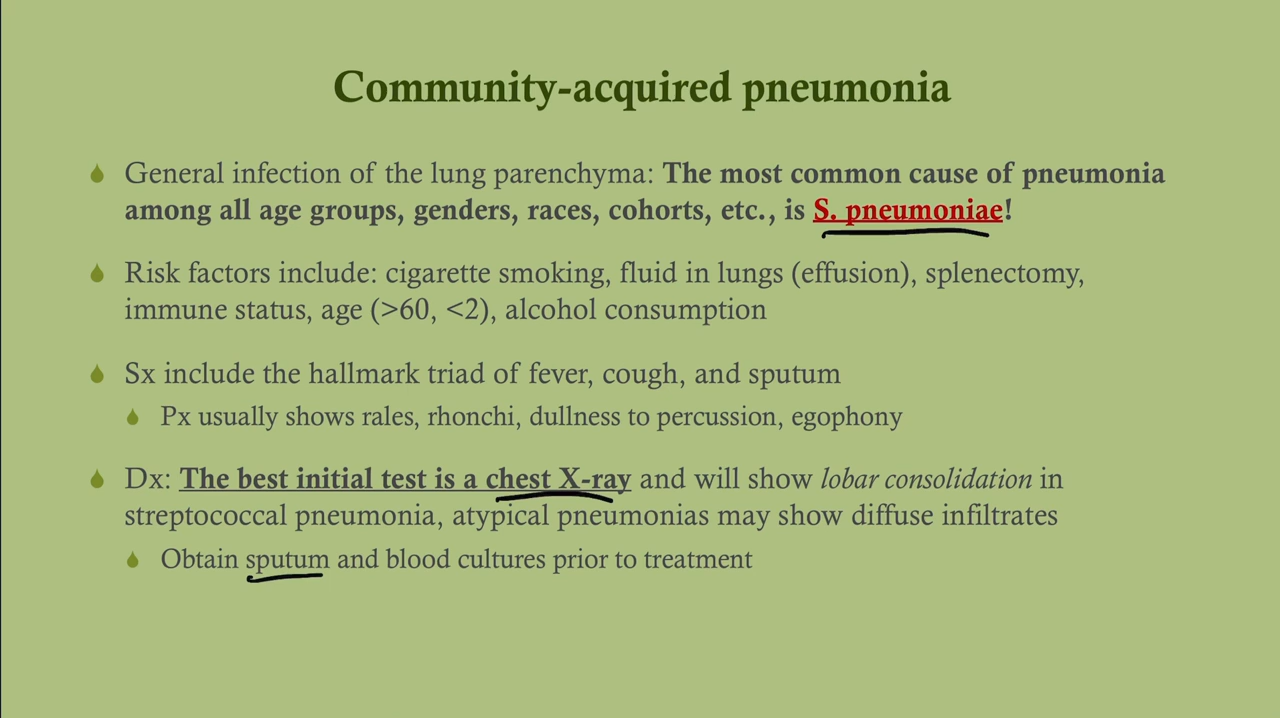 Community-acquired pneumonia
General infection of the lung parenchyma: The most common cause of pneumonia
among all age groups, genders, races, cohorts, etc., is S. pneumoniae!
Risk factors include: cigarette smoking, fluid in lungs (effusion), splenectomy,
immune status, age (>60, <2), alcohol consumption
Sx include the hallmark triad of fever, cough, and sputum
Px usually shows rales, rhonchi, dullness to percussion, egophony
Dx: The best initial test is a chest X-ray and will show lobar consolidation in
streptococcal pneumonia, atypical pneumonias may show diffuse infiltrates
Obtain sputum and blood cultures prior to treatment